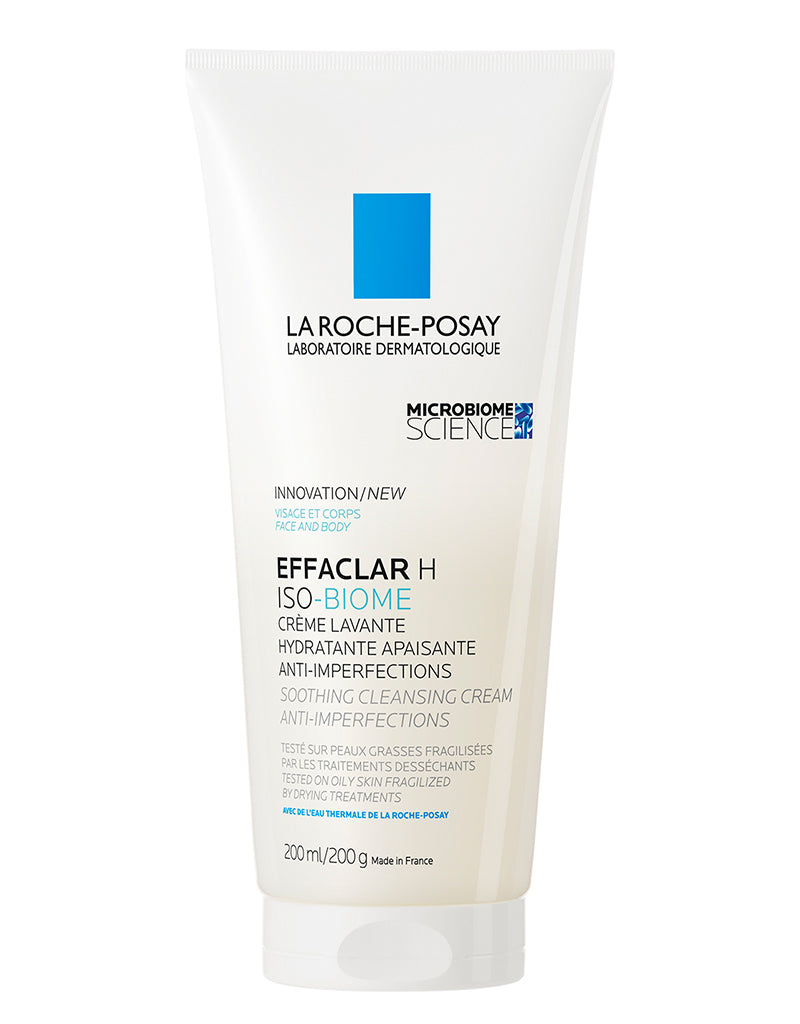 LA ROCHE-POSAY
LABORATOIRE DERMATOLOGIQUE
MICROBIOME
SCIENCE
INNOVATION/NEW
VISAGE ET CORPS
FACE AND BODY
EFFACLAR H
ISO-BIOME
CRÈME LAVANTE
HYDRATANTE APAISANTE
ANTI-IMPERFECTIONS
SOOTHING CLEANSING CREAM
ANTI-IMPERFECTIONS
TESTÉ SUR PEAUX GRASSES FRAGILISÉES
PAR LES TRAITEMENTS DESSÉCHANTS
TESTED ON OILY SKIN FRAGILIZED
BY DRYING TREATMENTS
AVEC DE L'EAU THERMALE DE LA ROCHE-POSAY
200 ml/200 g Made in France